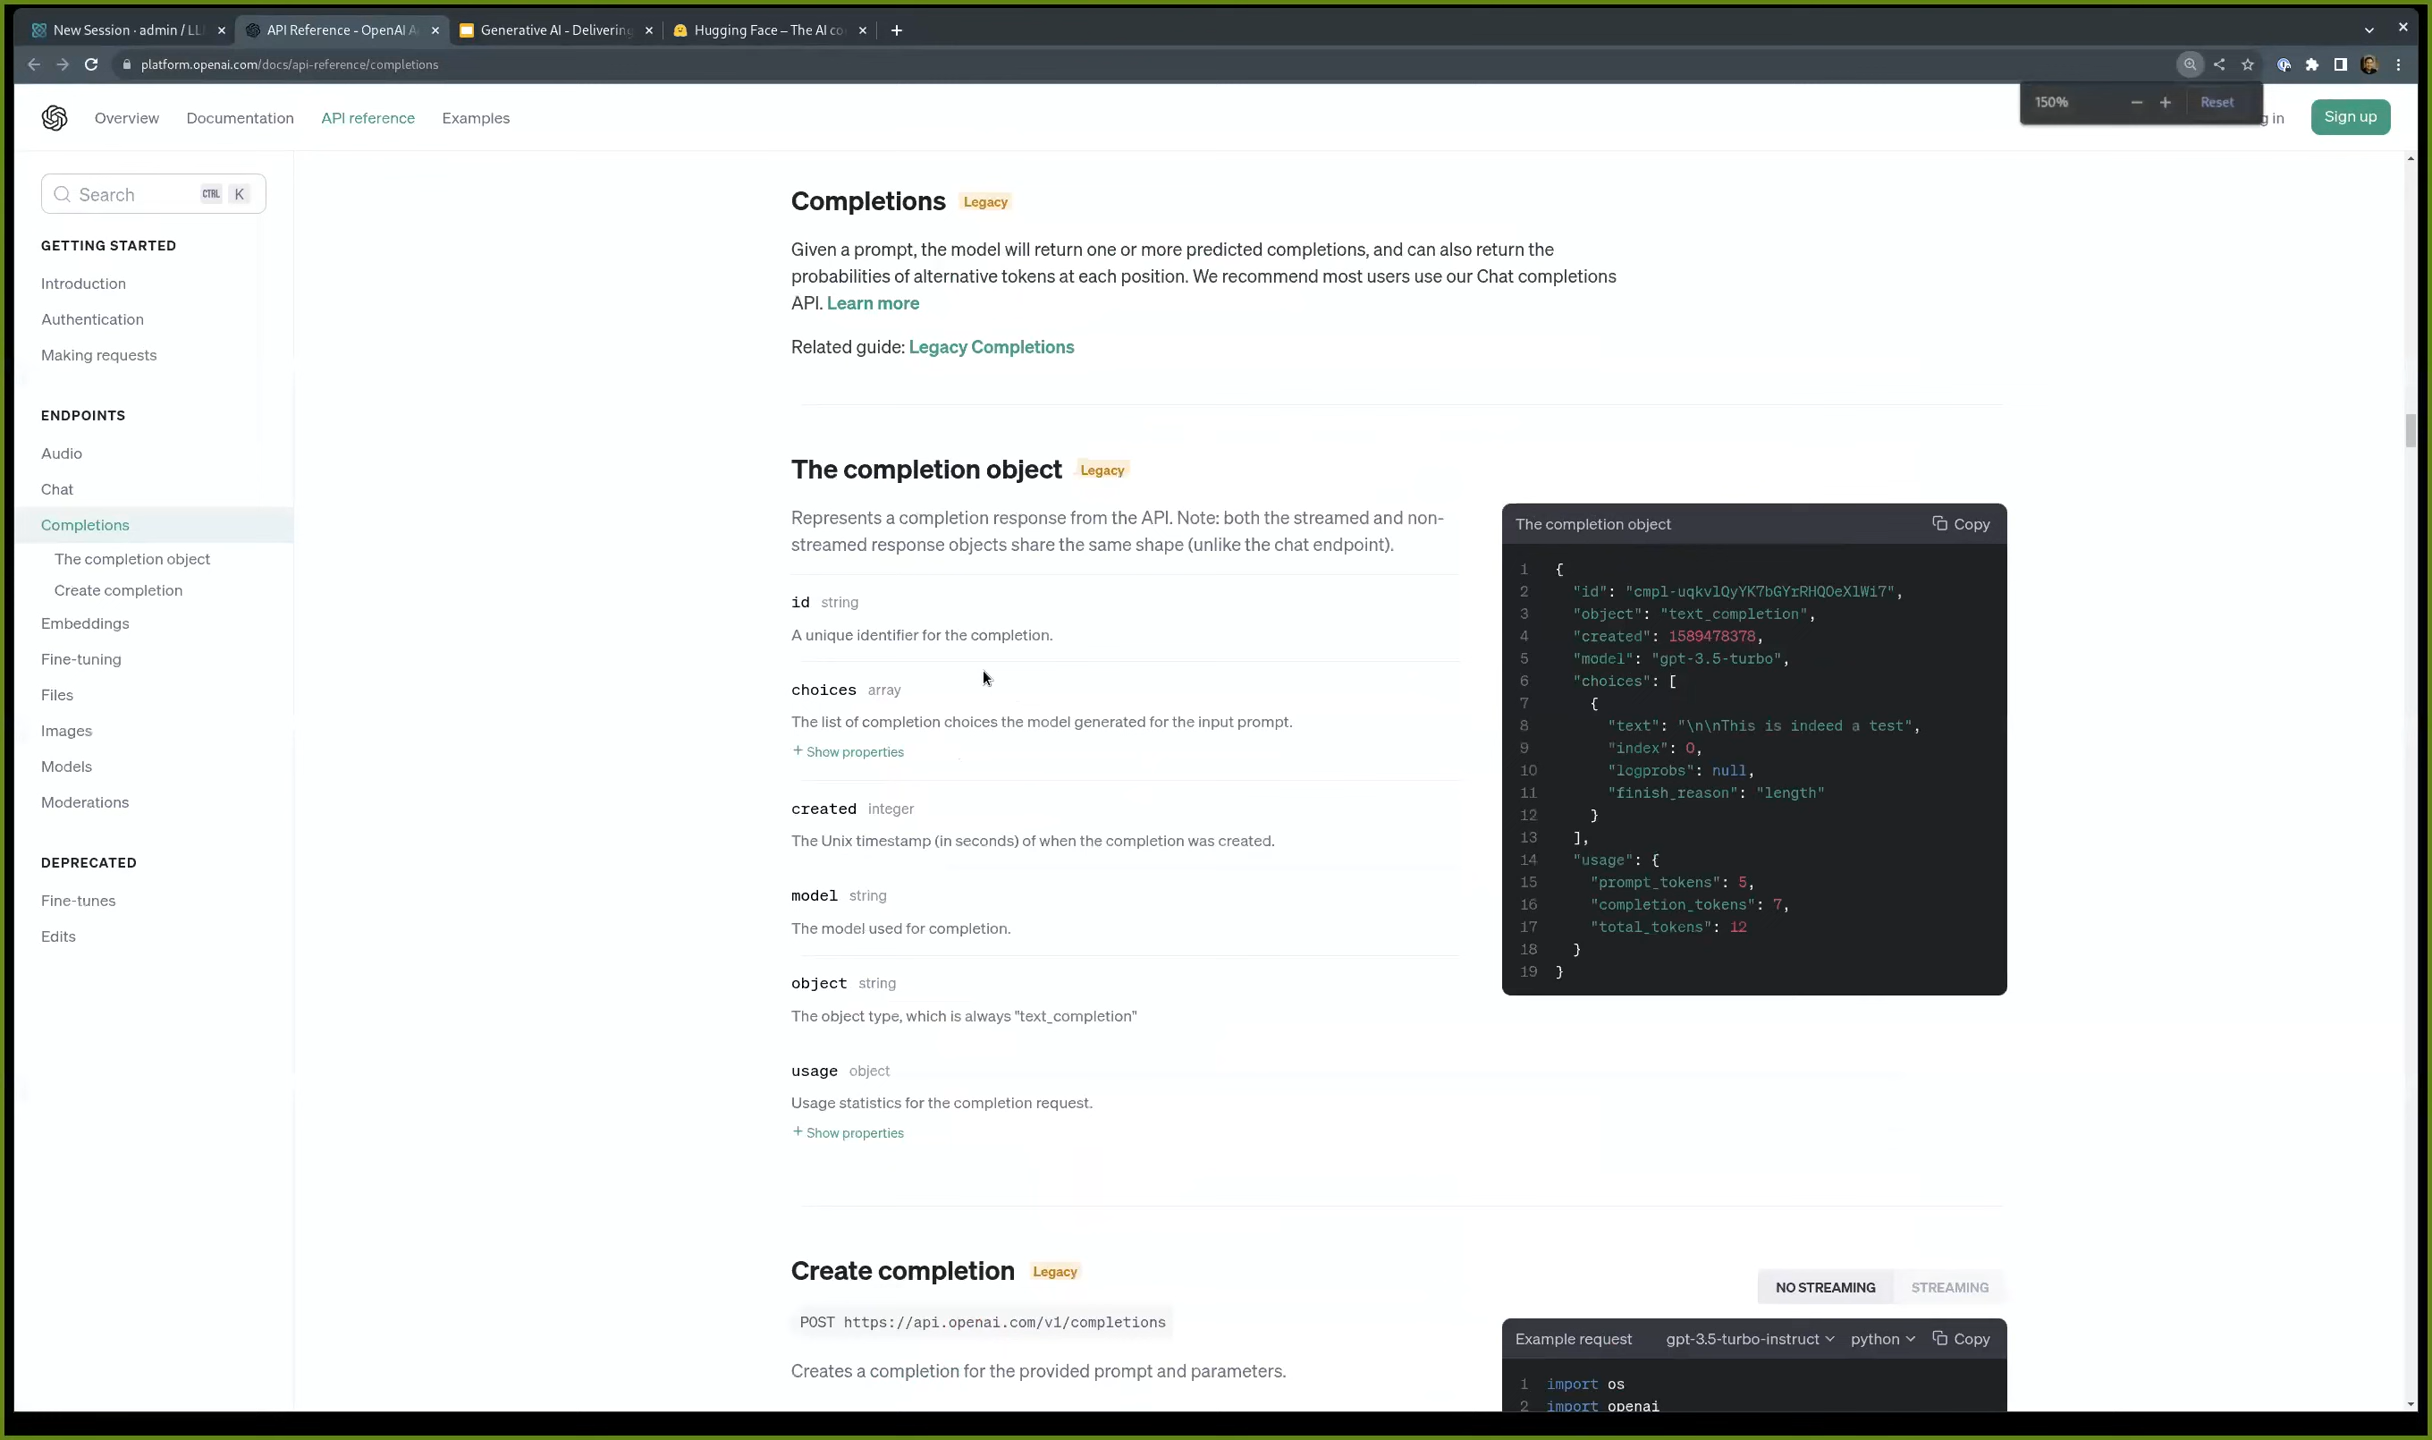 New Session · admin / LL
API Reference - OpenAI A
Generative AI - Delivering
Hugging Face – The AI co
platform.openai.com/docs/api-reference/completions
150%
Reset
Overview
Documentation
API reference
Examples
g in
Sign up
Search
CTRL
K
GETTING STARTED
Introduction
Authentication
Making requests
ENDPOINTS
Audio
Chat
Completions
The completion object
Create completion
Embeddings
Fine-tuning
Files
Images
Models
Moderations
DEPRECATED
Fine-tunes
Edits
Completions Legacy
Given a prompt, the model will return one or more predicted completions, and can also return the
probabilities of alternative tokens at each position. We recommend most users use our Chat completions
API. Learn more
Related guide: Legacy Completions
The completion object Legacy
Represents a completion response from the API. Note: both the streamed and non-
streamed response objects share the same shape (unlike the chat endpoint).
id string
A unique identifier for the completion.
choices array
The list of completion choices the model generated for the input prompt.
+ Show properties
created integer
The Unix timestamp (in seconds) of when the completion was created.
model string
The model used for completion.
object string
The object type, which is always "text_completion"
usage object
Usage statistics for the completion request.
+ Show properties
The completion object
Copy
1 {
2 "id": "cmpl-uqkvlQyYK7bGYrRHQ0eXlWi7",
3 "object": "text_completion",
4 "created": 1589478378,
5 "model": "gpt-3.5-turbo",
6 "choices": [
7 {
8 "text": "\n\nThis is indeed a test",
9 "index": 0,
10 "logprobs": null,
11 "finish_reason": "length"
12 }
13 ],
14 "usage": {
15 "prompt_tokens": 5,
16 "completion_tokens": 7,
17 "total_tokens": 12
18 }
19 }
Create completion Legacy
POST https://api.openai.com/v1/completions
Creates a completion for the provided prompt and parameters.
NO STREAMING
STREAMING
Example request
gpt-3.5-turbo-instruct
python
Copy
1 import os
2 import openai